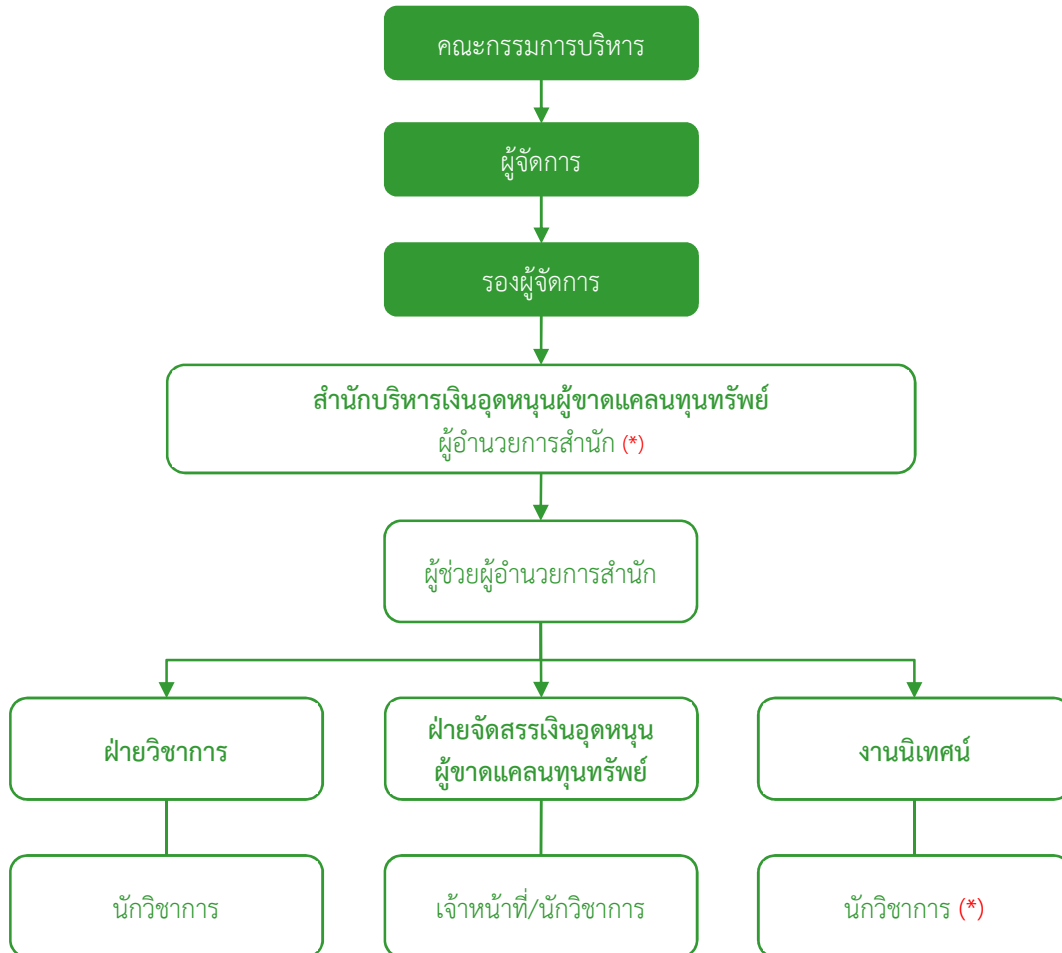 คณะกรรมการบริหาร
ผู้จัดการ
รองผู้จัดการ
สำนักบริหารเงินอุดหนุนผู้ขาดแคลนทุนทรัพย์
ผู้อำนวยการสำนัก (*)
ผู้ช่วยผู้อำนวยการสำนัก
ฝ่ายวิชาการ
ฝ่ายจัดสรรเงินอุดหนุน
ผู้ขาดแคลนทุนทรัพย์
งานนิเทศน์
นักวิชาการ
เจ้าหน้าที่/นักวิชาการ
นักวิชาการ (*)